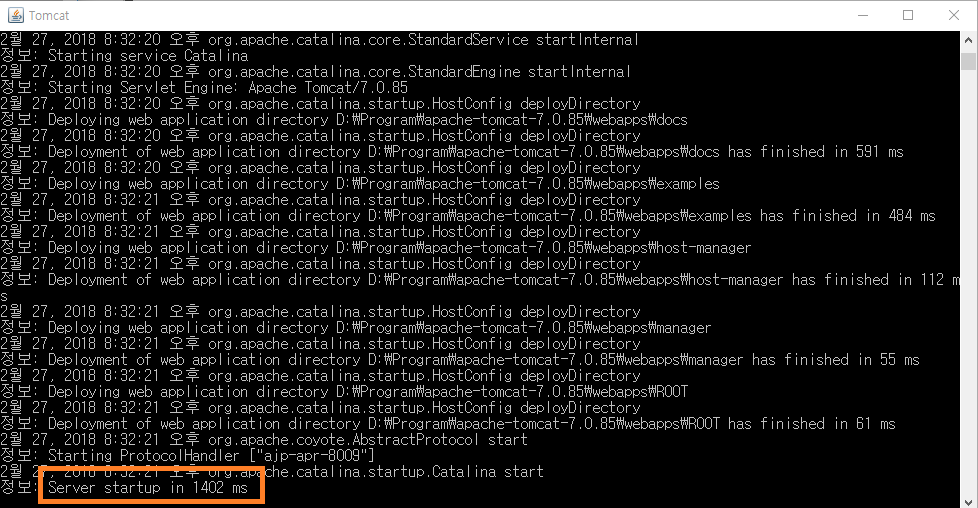 Tomcat
2월 27, 2018 8:32:20 오후 org.apache.catalina.core.StandardService startInternal
정보: Starting service Catalina
2월 27, 2018 8:32:20 오후 org.apache.catalina.core.StandardEngine startInternal
정보: Starting Servlet Engine: Apache Tomcat/7.0.85
2월 27, 2018 8:32:20 오후 org.apache.catalina.startup.HostConfig deployDirectory
정보: Deploying web application directory D:₩Program₩apache-tomcat-7.0.85₩webapps₩docs
2월 27, 2018 8:32:20 오후 org.apache.catalina.startup.HostConfig deployDirectory
정보: Deployment of web application directory D:₩Program₩apache-tomcat-7.0.85₩webapps₩docs has finished in 591 ms
2월 27, 2018 8:32:20 오후 org.apache.catalina.startup.HostConfig deployDirectory
정보: Deploying web application directory D:₩Program₩apache-tomcat-7.0.85₩webapps₩examples
2월 27, 2018 8:32:21 오후 org.apache.catalina.startup.HostConfig deployDirectory
정보: Deployment of web application directory D:₩Program₩apache-tomcat-7.0.85₩webapps₩examples has finished in 484 ms
2월 27, 2018 8:32:21 오후 org.apache.catalina.startup.HostConfig deployDirectory
정보: Deploying web application directory D:₩Program₩apache-tomcat-7.0.85₩webapps₩host-manager
2월 27, 2018 8:32:21 오후 org.apache.catalina.startup.HostConfig deployDirectory
정보: Deployment of web application directory D:₩Program₩apache-tomcat-7.0.85₩webapps₩host-manager has finished in 112 m
s
2월 27, 2018 8:32:21 오후 org.apache.catalina.startup.HostConfig deployDirectory
정보: Deploying web application directory D:₩Program₩apache-tomcat-7.0.85₩webapps₩manager
2월 27, 2018 8:32:21 오후 org.apache.catalina.startup.HostConfig deployDirectory
정보: Deployment of web application directory D:₩Program₩apache-tomcat-7.0.85₩webapps₩manager has finished in 55 ms
2월 27, 2018 8:32:21 오후 org.apache.catalina.startup.HostConfig deployDirectory
정보: Deploying web application directory D:₩Program₩apache-tomcat-7.0.85₩webapps₩ROOT
2월 27, 2018 8:32:21 오후 org.apache.catalina.startup.HostConfig deployDirectory
정보: Deployment of web application directory D:₩Program₩apache-tomcat-7.0.85₩webapps₩ROOT has finished in 61 ms
2월 27, 2018 8:32:21 오후 org.apache.coyote.AbstractProtocol start
정보: Starting ProtocolHandler ["ajp-apr-8009"]
2월 27, 2018 8:32:21 오후 org.apache.catalina.startup.Catalina start
정보: Server startup in 1402 ms